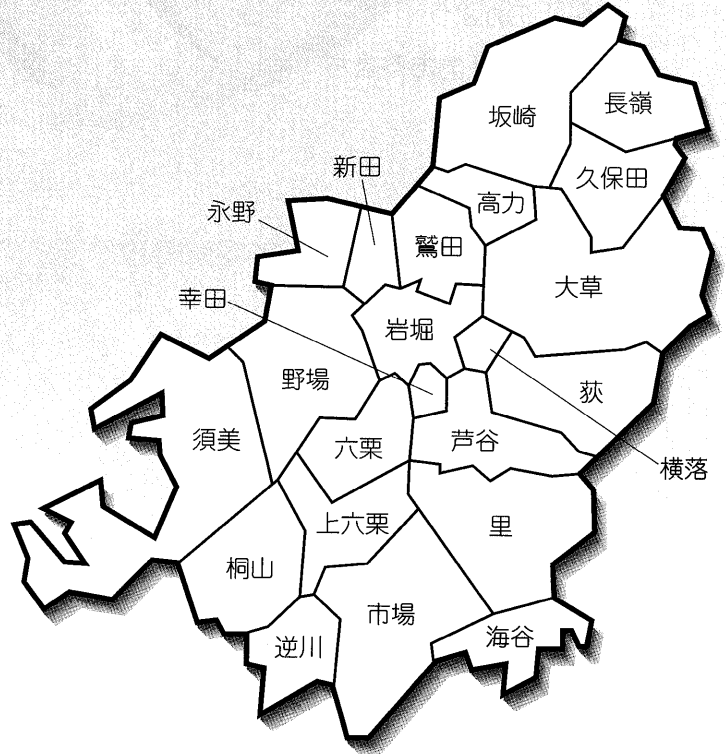 長嶺
坂崎
新田
久保田
高力
永野
鷲田
大草
幸田
岩堀
野場
荻
須美
穴栗
芦谷
横落
上穴栗
里
桐山
市場
海谷
逆川